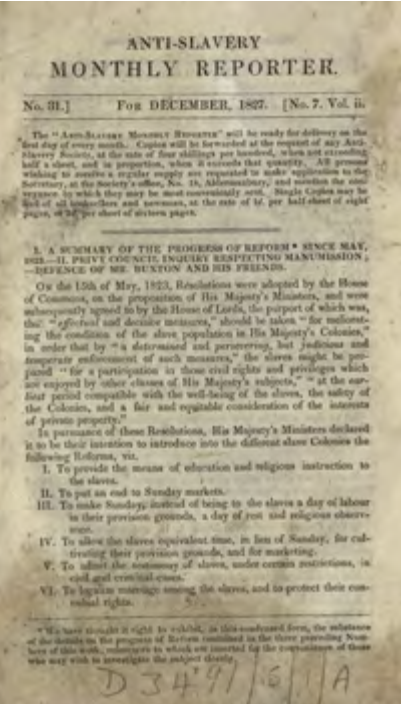 ANTI-SLAVERY
MONTHLY REPORTER.
No. 31.] FOR DECEMBER, 1827. [No. 7. Vol. ii.
The "ANTI-SLAVERY MONTHLY REPORTER" will be ready for delivery on the
first day of every month. Copies will be forwarded at the request of any Anti-
Slavery Society, at the rate of four shillings per hundred, when not exceeding
half a sheet, and in proportion, when it exceeds that quantity. All persons
wishing to receive a regular supply are requested to make application to the
Secretary, at the Society's office, No. 18, Aldermanbury, and mention the con-
veyance by which they may be most conveniently sent. Single Copies may be
had of all booksellers and newsmen, at the rate of 1d. per half sheet of eight
pages, or 2d. per sheet of sixteen pages.
I. A SUMMARY OF THE PROGRESS OF REFORM * SINCE MAY,
1823.—II. PRIVY COUNCIL INQUIRY RESPECTING MANUMISSION;
—DEFENCE OF MR. BUXTON AND HIS FRIENDS.
ON the 15th of May, 1823, Resolutions were adopted by the House
of Commons, on the proposition of His Majesty's Ministers, and were
subsequently agreed to by the House of Lords, the purport of which was,
that "effectual and decisive measures," should be taken "for meliorat-
ing the condition of the slave population in His Majesty's Colonies,"
in order that by "a determined and persevering, but judicious and
temperate enforcement of such measures," the slaves might be pre-
pared "for a participation in those civil rights and privileges which
are enjoyed by other classes of His Majesty's subjects," "at the ear-
liest period compatible with the well-being of the slaves, the safety of
the Colonies, and a fair and equitable consideration of the interests
of private property."
In pursuance of these Resolutions, His Majesty's Ministers declared
it to be their intention to introduce into the different slave Colonies the
following Reforms, viz.
I. To provide the means of education and religious instruction to
the slaves.
II. To put an end to Sunday markets.
III. To make Sunday, instead of being to the slaves a day of labour
in their provision grounds, a day of rest and religious observ-
ance.
IV. To allow the slaves equivalent time, in lieu of Sunday, for cul-
tivating their provision grounds, and for marketing.
V. To admit the testimony of slaves, under certain restrictions, in
civil and criminal cases.
VI. To legalize marriage among the slaves, and to protect their con-
nubial rights.
* We have thought it right to exhibit, in this condensed form, the substance
of the details on the progress of Reform contained in the three preceding Num-
bers of this work, references to which are inserted for the convenience of those
who may wish to investigate the subject closely.
D 3491/6/1/A